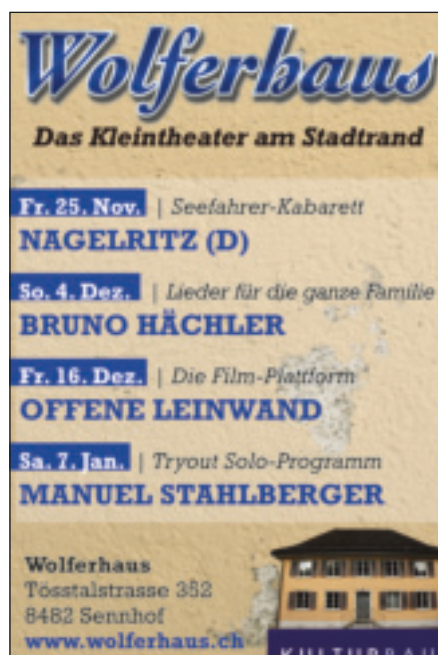 Wolferhaus
Das Kleintheater am Stadtrand
Fr. 25. Nov. | Seefahrer-Kabarett
NAGELRITZ (D)
So. 4. Dez. | Lieder für die ganze Familie
BRUNO HÄCHLER
Fr. 16. Dez. | Die Film-Plattform
OFFENE LEINWAND
Sa. 7. Jan. | Tryout Solo-Programm
MANUEL STAHLBERGER
Wolferhaus
Tösstalstrasse 352
8482 Sennhof
www.wolferhaus.ch